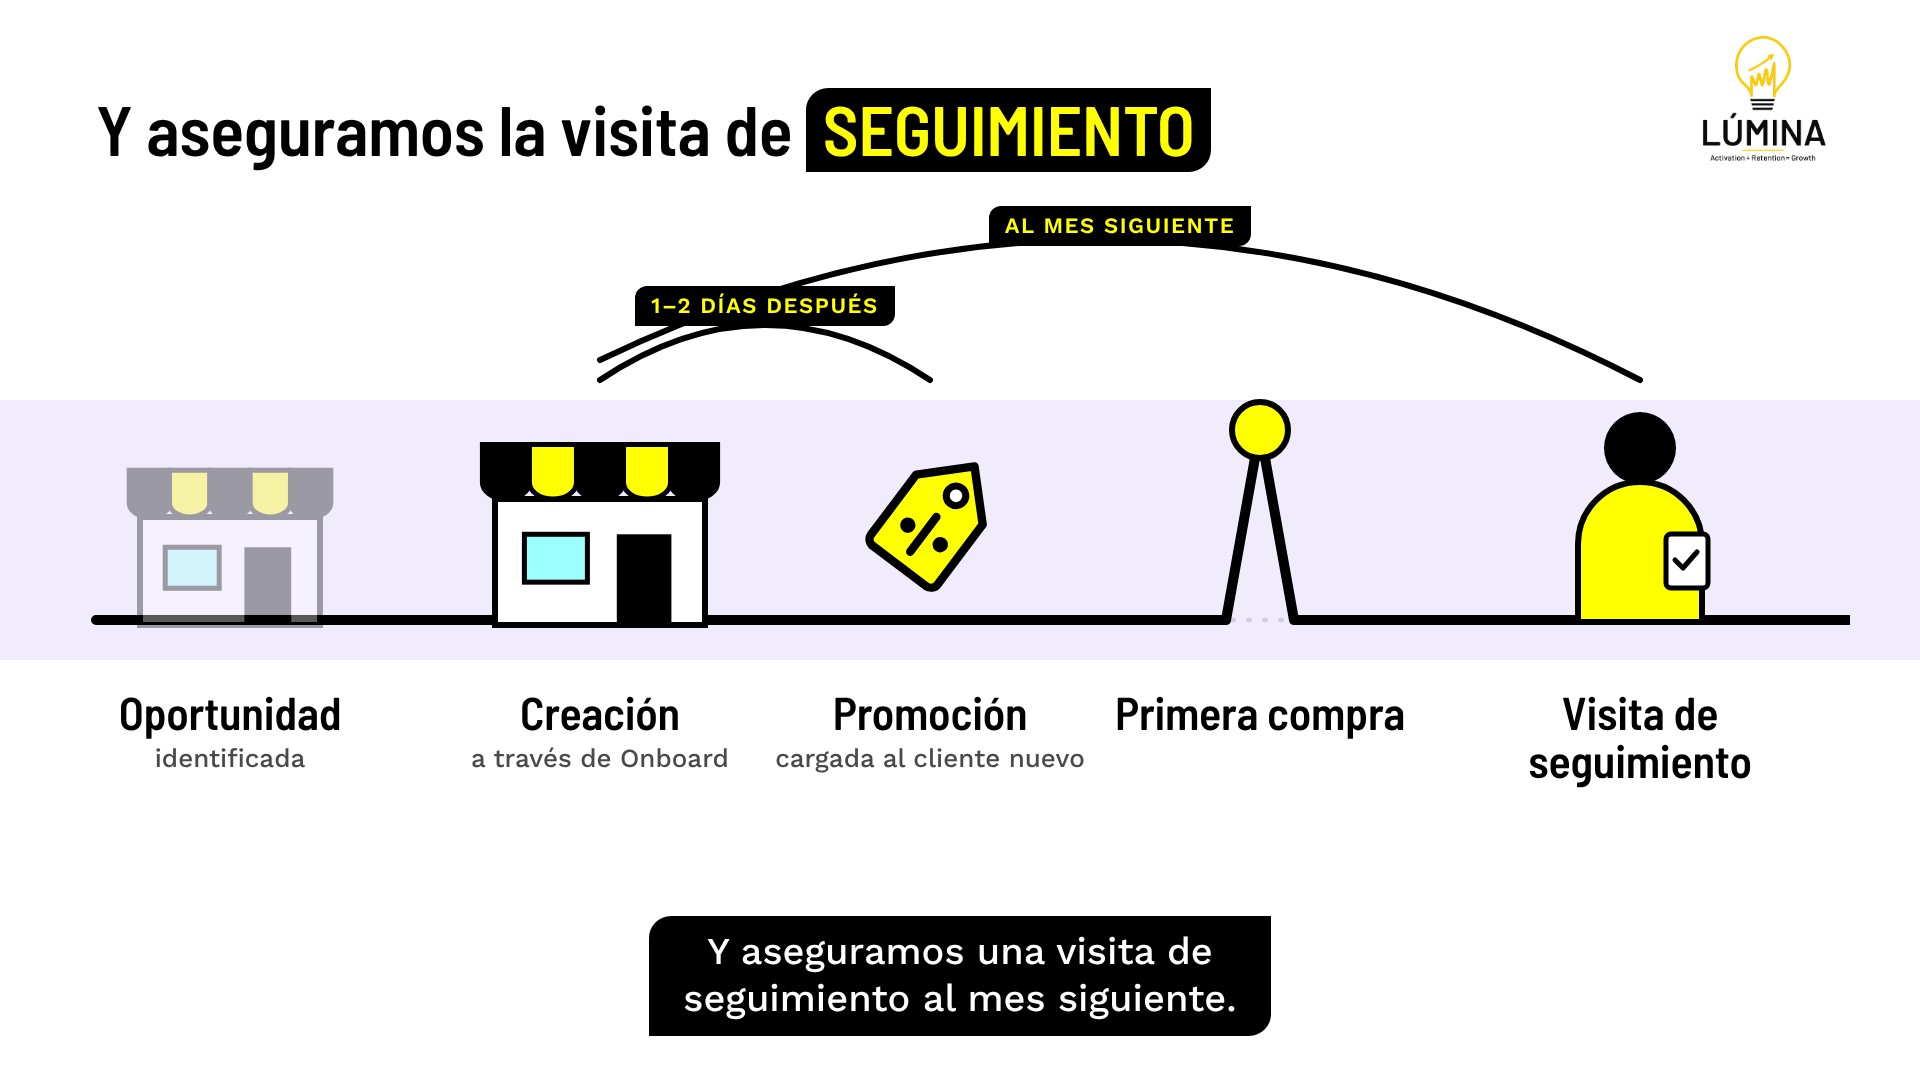 Y aseguramos la visita de SEGUIMIENTO
LÚMINA
Activation + Retention = Growth
AL MES SIGUIENTE
1–2 DÍAS DESPUÉS
Oportunidad
identificada
Creación
a través de Onboard
Promoción
cargada al cliente nuevo
Primera compra
Visita de
seguimiento
Y aseguramos una visita de
seguimiento al mes siguiente.